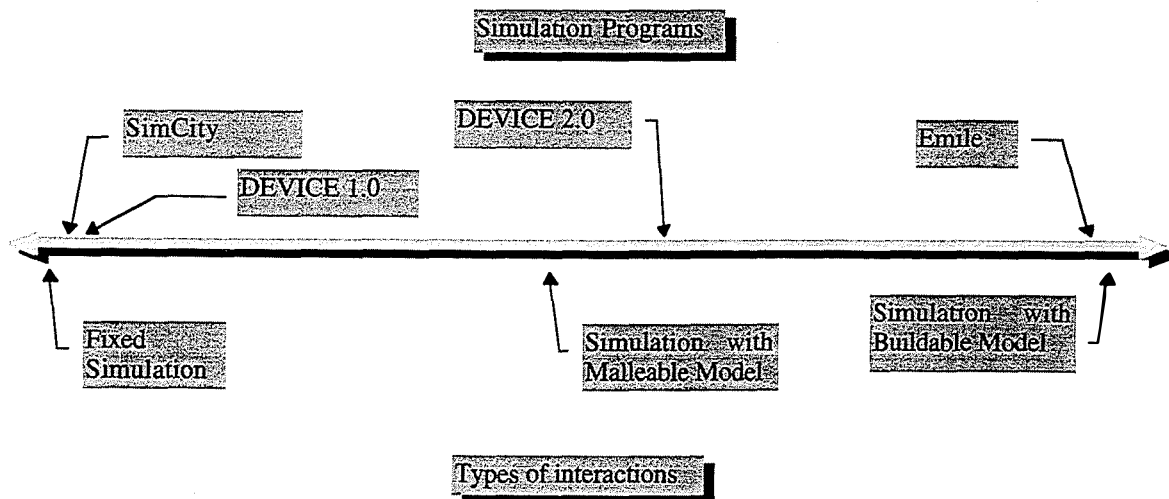 Simulation Programs
SimCity
DEVICE 2.0
Emile
DEVICE 1.0
Fixed
Simulation
Simulation with
Malleable Model
Simulation with
Buildable Model
Types of interactions